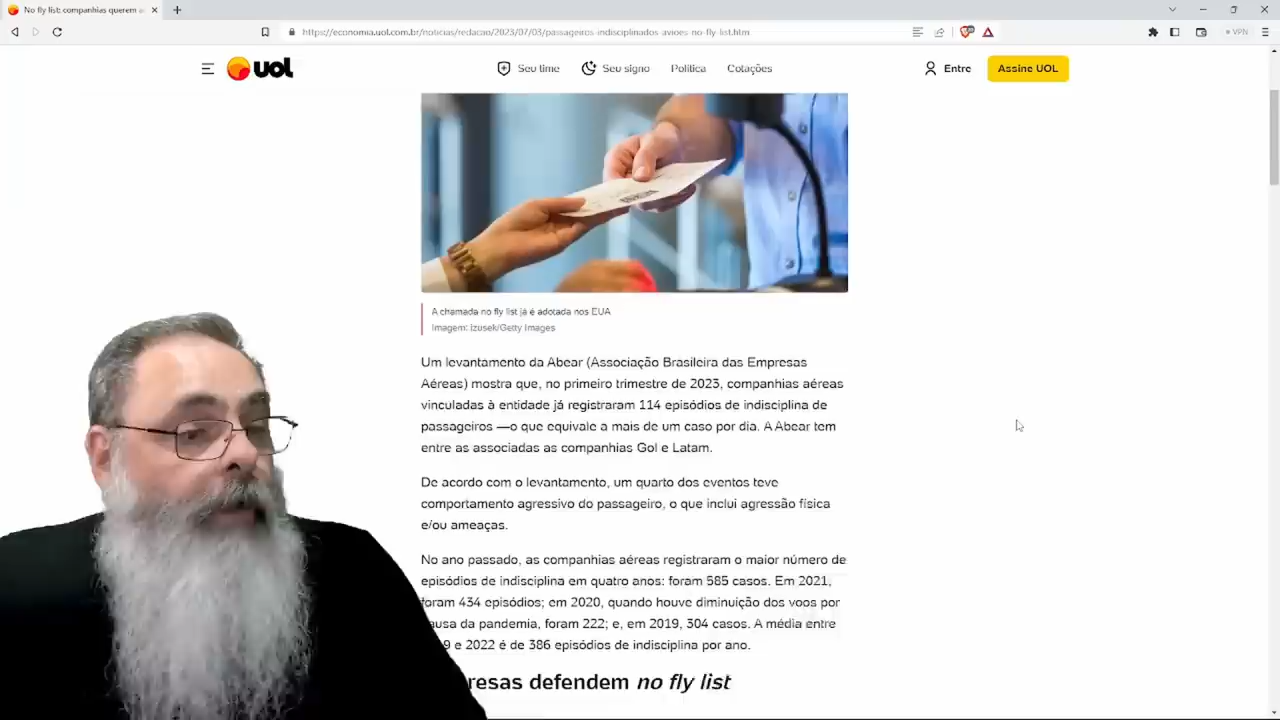 No fly list: companhias querem a
https://economia.uol.com.br/noticias/redacao/2023/07/03/passageiros-indisciplinados-avioes-no-fly-list.htm
VPN
UOL
Seu time
Seu signo
Política
Cotações
Entre
Assine UOL
A chamada no fly list já é adotada nos EUA
Imagem: izusek/Getty Images
Um levantamento da Abear (Associação Brasileira das Empresas
Aéreas) mostra que, no primeiro trimestre de 2023, companhias aéreas
vinculadas à entidade já registraram 114 episódios de indisciplina de
passageiros —o que equivale a mais de um caso por dia. A Abear tem
entre as associadas as companhias Gol e Latam.
De acordo com o levantamento, um quarto dos eventos teve
comportamento agressivo do passageiro, o que inclui agressão física
e/ou ameaças.
No ano passado, as companhias aéreas registraram o maior número de
episódios de indisciplina em quatro anos: foram 585 casos. Em 2021,
foram 434 episódios; em 2020, quando houve diminuição dos voos por
ausa da pandemia, foram 222; e, em 2019, 304 casos. A média entre
9 e 2022 é de 386 episódios de indisciplina por ano.
resas defendem no fly list